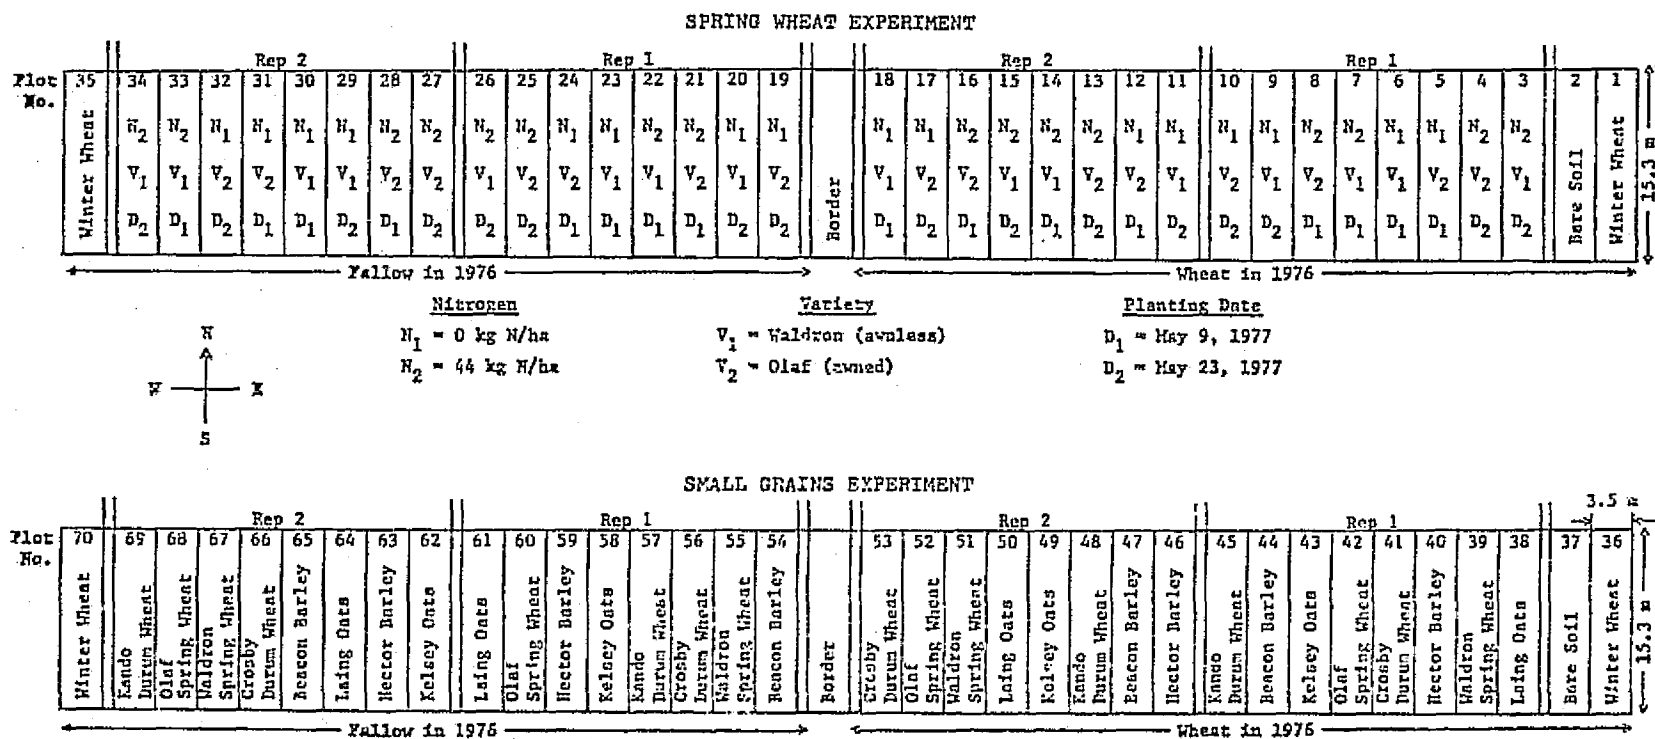 SPRING WHEAT EXPERIMENT
Rep 2 Rep 1 Rep 2 Rep 1
Plot No. 35 34 33 32 31 30 29 28 27 26 25 24 23 22 21 20 19 18 17 16 15 14 13 12 11 10 9 8 7 6 5 4 3 2 1
N2 N2 N1 N1 N1 N1 N2 N2 N2 N2 N1 N1 N2 N2 N1 N1 N1 N1 N2 N2 N2 N2 N1 N1 N1 N1 N2 N2 N1 N1 N2 N2
V1 V1 V2 V2 V1 V1 V2 V2 V1 V2 V2 V1 V1 V2 V1 V2 V1 V2 V2 V1 V1 V2 V2 V1 V2 V1 V2 V1 V1 V2 V2 V1
D2 D1 D2 D1 D1 D2 D1 D2 D2 D2 D1 D1 D1 D1 D2 D2 D1 D2 D1 D2 D1 D2 D1 D2 D2 D2 D1 D1 D1 D1 D2 D2
Winter Wheat
Border
Bare Soil
Winter Wheat
15.3 m
Fallow in 1976 Wheat in 1976
Nitrogen Variety Planting Date
N1 = 0 kg N/ha V1 = Waldron (awnless) D1 = May 9, 1977
N2 = 44 kg N/ha V2 = Olaf (awned) D2 = May 23, 1977
N
W E
S
SMALL GRAINS EXPERIMENT
Rep 2 Rep 1 Rep 2 Rep 1 3.5 m
Plot No. 70 69 68 67 66 65 64 63 62 61 60 59 58 57 56 55 54 53 52 51 50 49 48 47 46 45 44 43 42 41 40 39 38 37 36
Winter Wheat
Kando Durum Wheat
Olaf Spring Wheat
Waldron Spring Wheat
Crosby Durum Wheat
Beacon Barley
Laing Oats
Hector Barley
Kelsey Oats
Laing Oats
Olaf Spring Wheat
Hector Barley
Kelsey Oats
Kando Durum Wheat
Crosby Durum Wheat
Waldron Spring Wheat
Beacon Barley
Border
Crosby Durum Wheat
Olaf Spring Wheat
Waldron Spring Wheat
Laing Oats
Kelsey Oats
Kando Durum Wheat
Beacon Barley
Hector Barley
Kando Durum Wheat
Beacon Barley
Kelsey Oats
Olaf Spring Wheat
Crosby Durum Wheat
Hector Barley
Waldron Spring Wheat
Laing Oats
Bare Soil
Winter Wheat
15.3 m
Fallow in 1976 Wheat in 1976